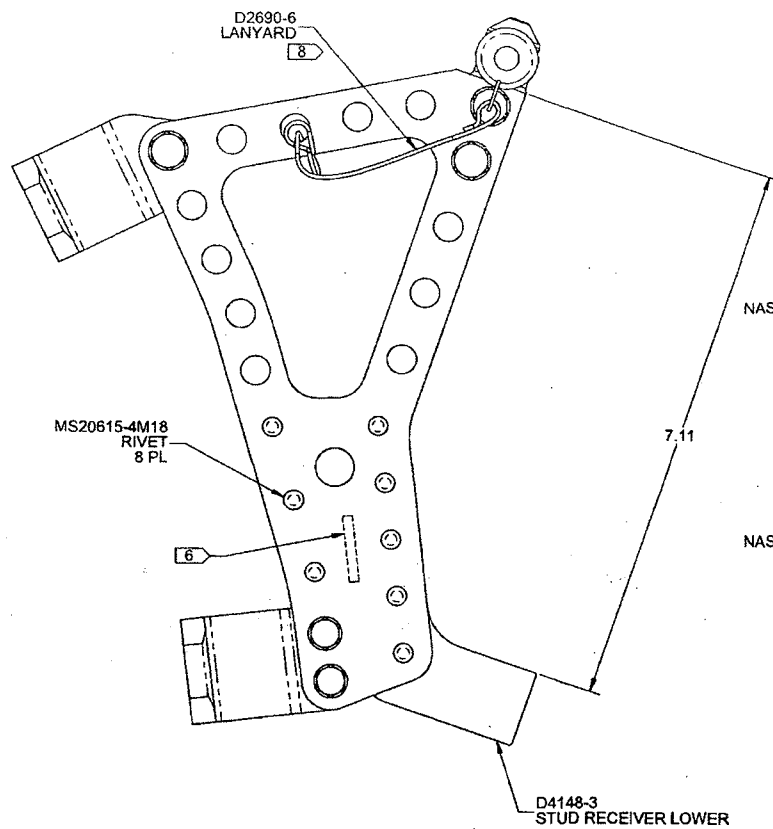 D2690-6
LANYARD
8
NAS
MS20615-4M18
RIVET
8 PL
7.11
6
NAS
D4148-3
STUD RECEIVER LOWER